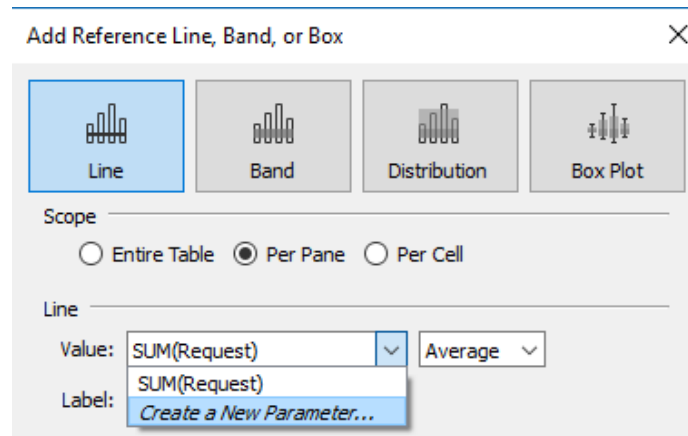 Add Reference Line, Band, or Box
Line Band Distribution Box Plot
Scope
Entire Table Per Pane Per Cell
Line
Value: SUM(Request) Average
SUM(Request)
Label:
Create a New Parameter...